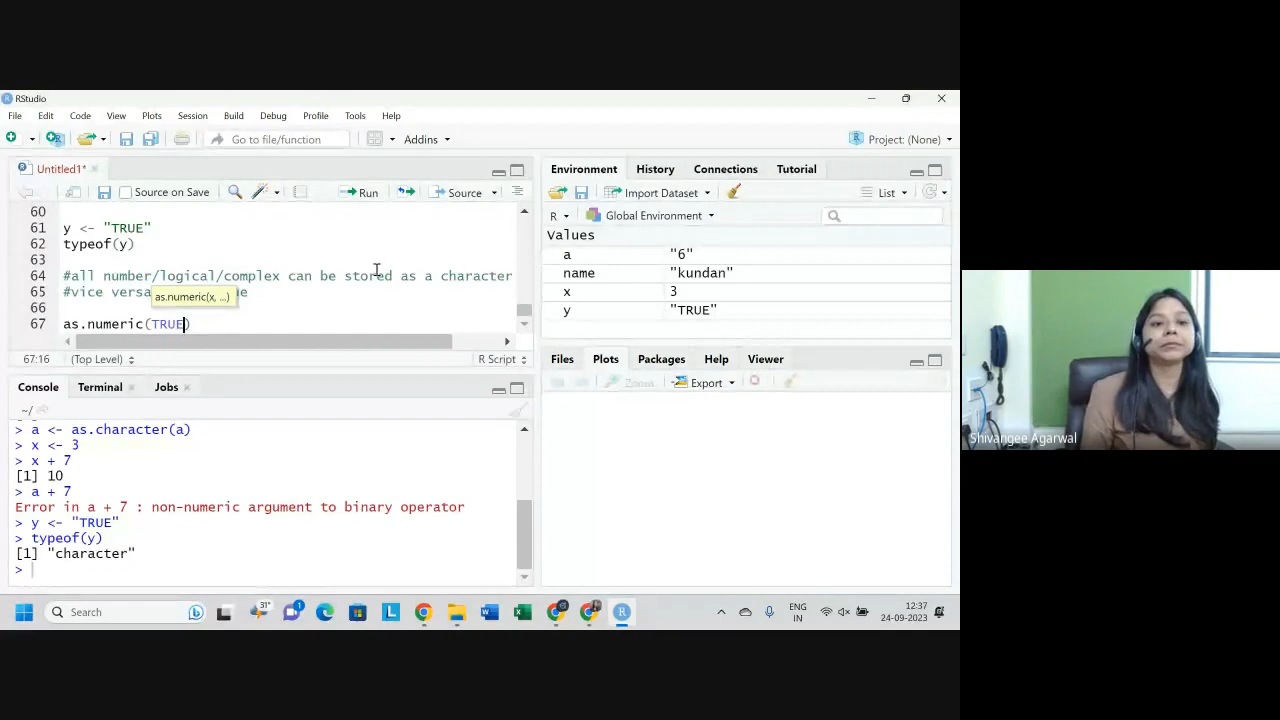 RStudio
File Edit Code View Plots Session Build Debug Profile Tools Help
Go to file/function Addins Project: (None)
Untitled1*
Source on Save Run Source
60
61 y <- "TRUE"
62 typeof(y)
63
64 #all number/logical/complex can be stored as a character
65 #vice versa ue
as.numeric(x, ...)
66
67 as.numeric(TRUE)
67:16 (Top Level) R Script
Console Terminal Jobs
~/
> a <- as.character(a)
> x <- 3
> x + 7
[1] 10
> a + 7
Error in a + 7 : non-numeric argument to binary operator
> y <- "TRUE"
> typeof(y)
[1] "character"
>
Environment History Connections Tutorial
Import Dataset List
R Global Environment
Values
a "6"
name "kundan"
x 3
y "TRUE"
Files Plots Packages Help Viewer
Zoom Export
Shivangee Agarwal
Search 31° 1 ENG IN 12:37 24-09-2023